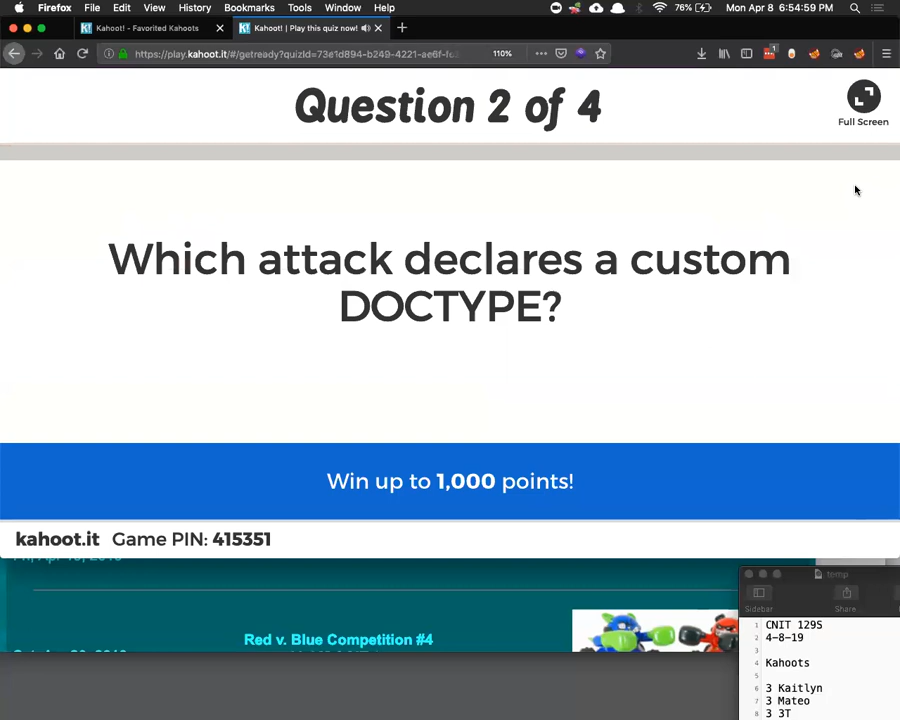 Firefox File Edit View History Bookmarks Tools Window Help 76% Mon Apr 8 6:54:59 PM
Kahoot! - Favorited Kahoots
Kahoot! | Play this quiz now!
https://play.kahoot.it/#/getready?quizId=73e1d894-b249-4221-ae6f-fc 110%
1
Question 2 of 4
Full Screen
Which attack declares a custom
DOCTYPE?
Win up to 1,000 points!
kahoot.it Game PIN: 415351
Red v. Blue Competition #4
temp
Sidebar Share
1 CNIT 129S
2 4-8-19
3
4 Kahoots
5
6 3 Kaitlyn
7 3 Mateo
8 3 3T